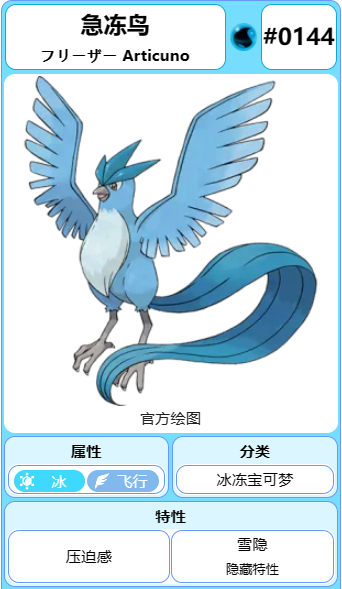 急冻鸟
フリーザー Articuno
#0144
官方绘图
属性
冰 飞行
分类
冰冻宝可梦
特性
压迫感
雪隐
隐藏特性